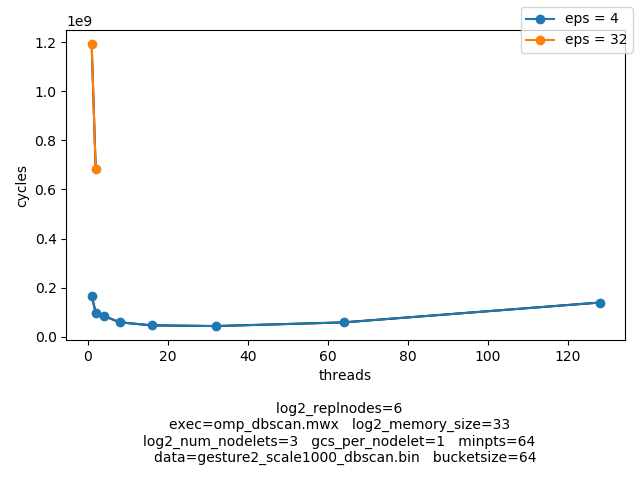 1e9
eps = 4
eps = 32
1.2
1.0
0.8
0.6
0.4
0.2
0.0
cycles
0 20 40 60 80 100 120
threads
log2_replnodes=6
exec=omp_dbscan.mwx log2_memory_size=33
log2_num_nodelets=3 gcs_per_nodelet=1 minpts=64
data=gesture2_scale1000_dbscan.bin bucketsize=64